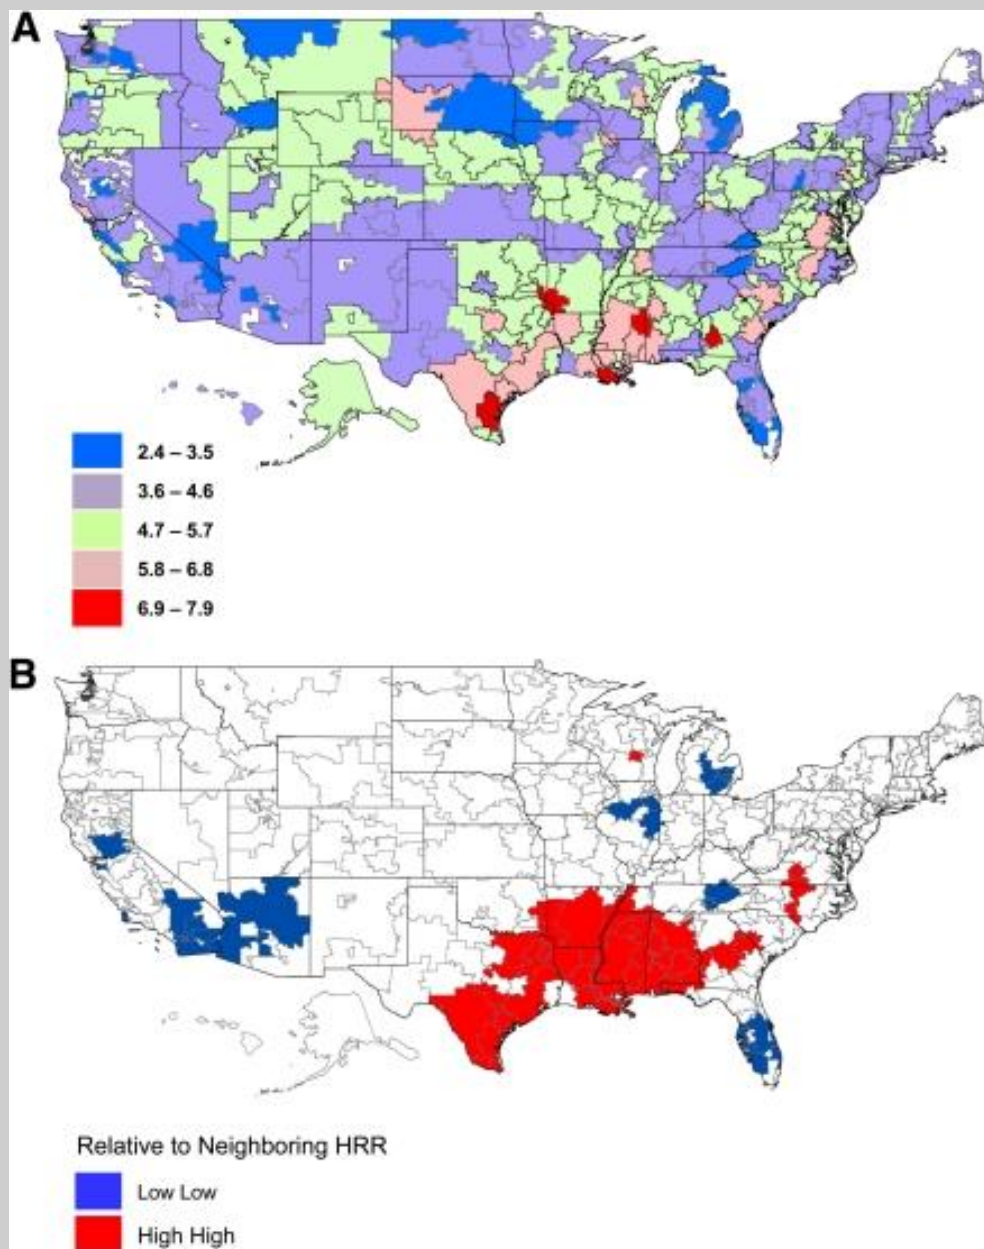 A
2.4 – 3.5
3.6 – 4.6
4.7 – 5.7
5.8 – 6.8
6.9 – 7.9
B
Relative to Neighboring HRR
Low Low
High High